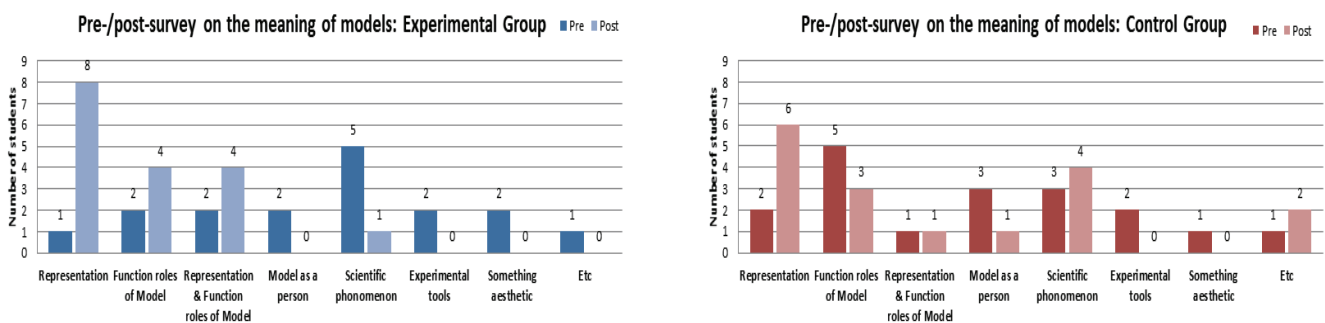 Pre-/post-survey on the meaning of models: Experimental Group
Pre Post
Number of students
9
8
7
6
5
4
3
2
1
0
1 8
2 4
2 4
2 0
5 1
2 0
2 0
1 0
Representation
Function roles of Model
Representation & Function roles of Model
Model as a person
Scientific phonomenon
Experimental tools
Something aesthetic
Etc
Pre-/post-survey on the meaning of models: Control Group
Pre Post
Number of students
9
8
7
6
5
4
3
2
1
0
2 6
5 3
1 1
3 1
3 4
2 0
1 0
1 2
Representation
Function roles of Model
Representation & Function roles of Model
Model as a person
Scientific phonomenon
Experimental tools
Something aesthetic
Etc